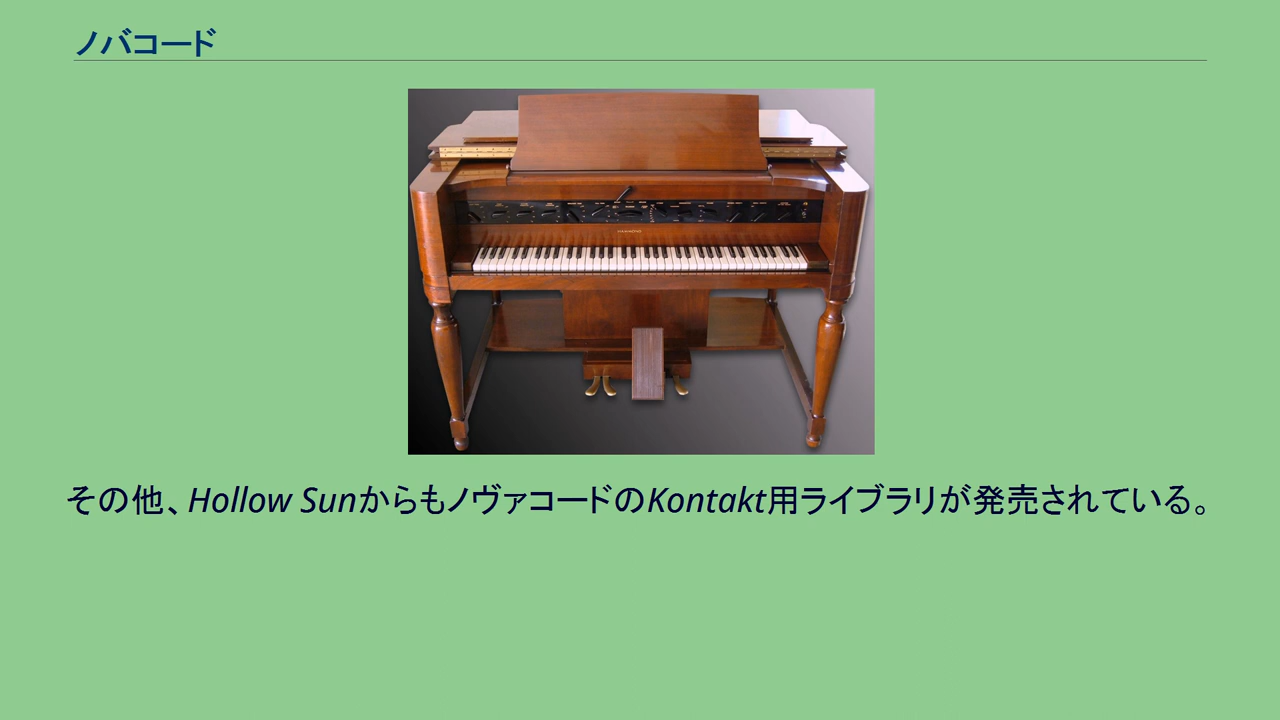 ノバコード
HAMMOND
その他、Hollow SunからもノヴァコードのKontakt用ライブラリが発売されている。